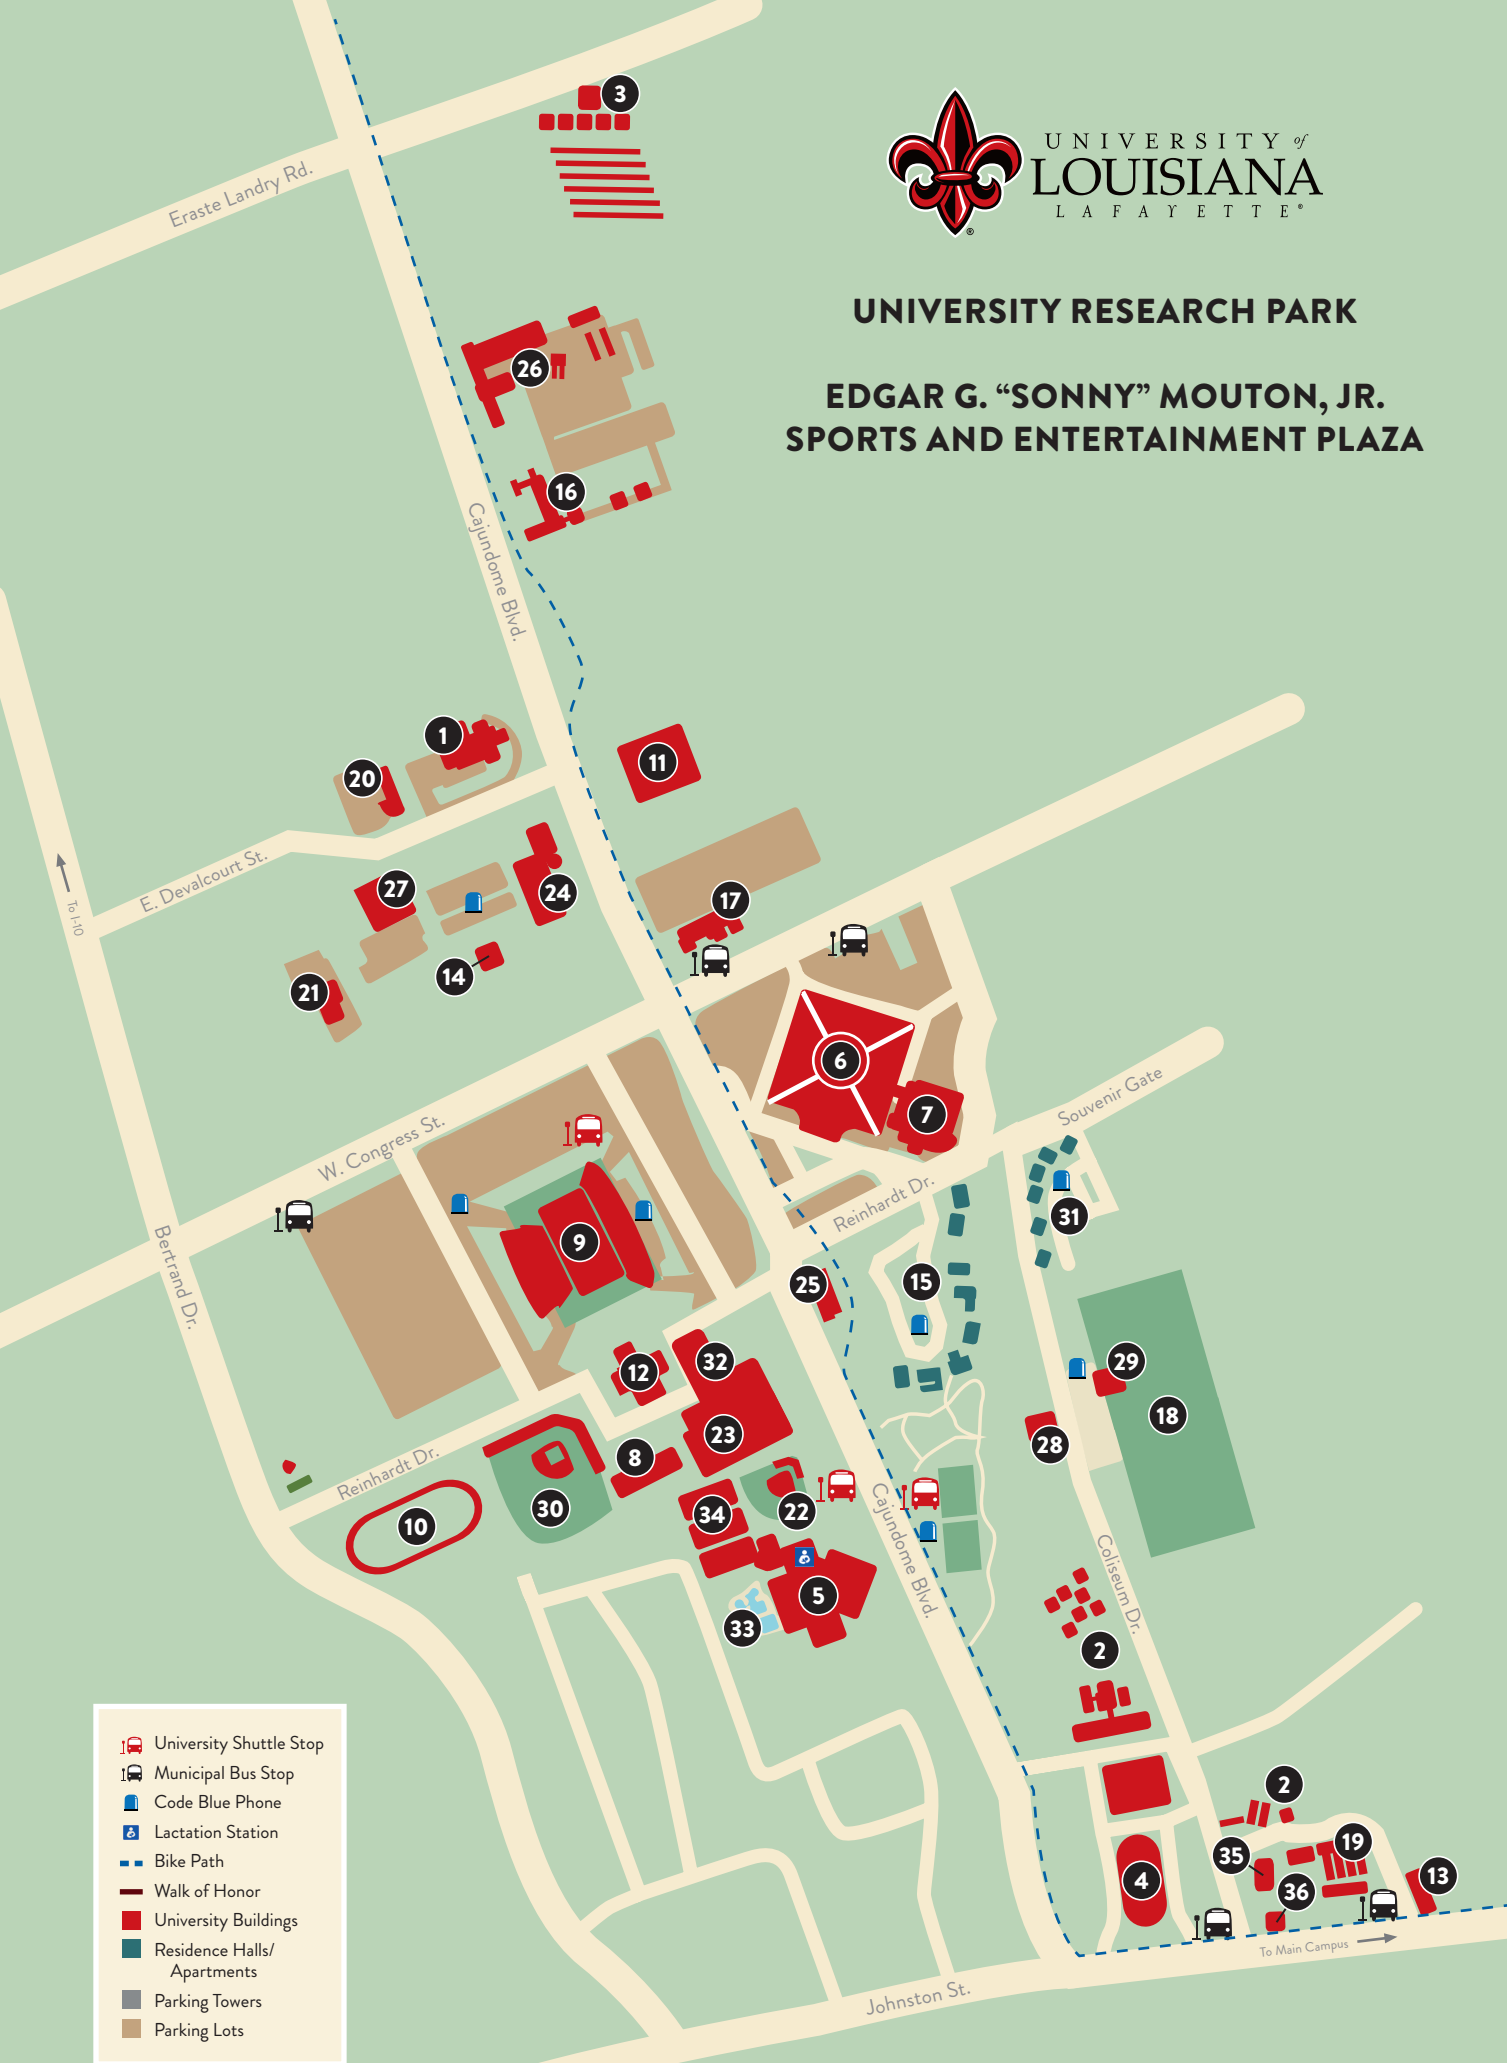 UNIVERSITY of
LOUISIANA
LAFAYETTE®
®
UNIVERSITY RESEARCH PARK
EDGAR G. “SONNY” MOUTON, JR.
SPORTS AND ENTERTAINMENT PLAZA
3
Eraste Landry Rd.
26
16
Cajundome Blvd.
1
20
11
E. Devalcourt St.
27
24
17
To I-10
14
21
6
7
Souvenir Gate
W. Congress St.
Reinhardt Dr.
31
9
Bertrand Dr.
25
15
12
32
29
18
23
28
8
Reinhardt Dr.
30
22
34
10
Cajundome Blvd.
Coliseum Dr.
5
33
2
2
35
19
36
13
4
To Main Campus
Johnston St.
University Shuttle Stop
Municipal Bus Stop
Code Blue Phone
Lactation Station
Bike Path
Walk of Honor
University Buildings
Residence Halls/
Apartments
Parking Towers
Parking Lots